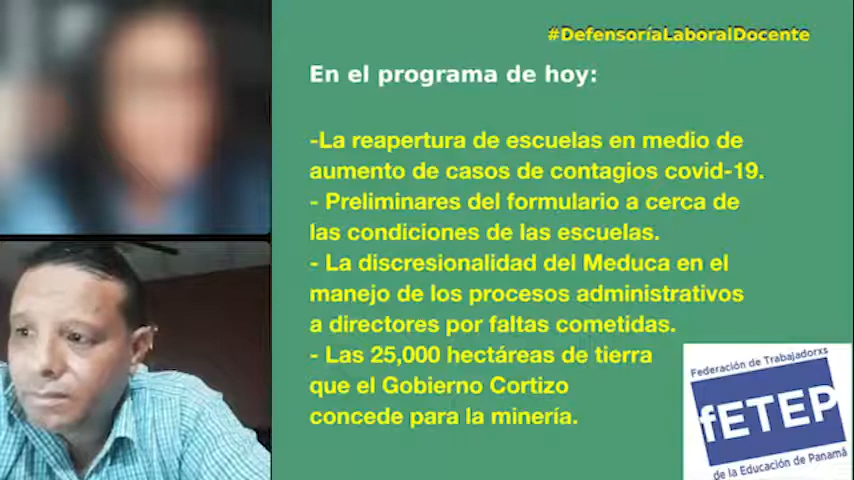 #DefensoríaLaboralDocente
En el programa de hoy:
-La reapertura de escuelas en medio de
aumento de casos de contagios covid-19.
- Preliminares del formulario a cerca de
las condiciones de las escuelas.
- La discresionalidad del Meduca en el
manejo de los procesos administrativos
a directores por faltas cometidas.
- Las 25,000 hectáreas de tierra
que el Gobierno Cortizo
concede para la minería.
Federación de Trabajadorxs
fETEP
de la Educación de Panamá